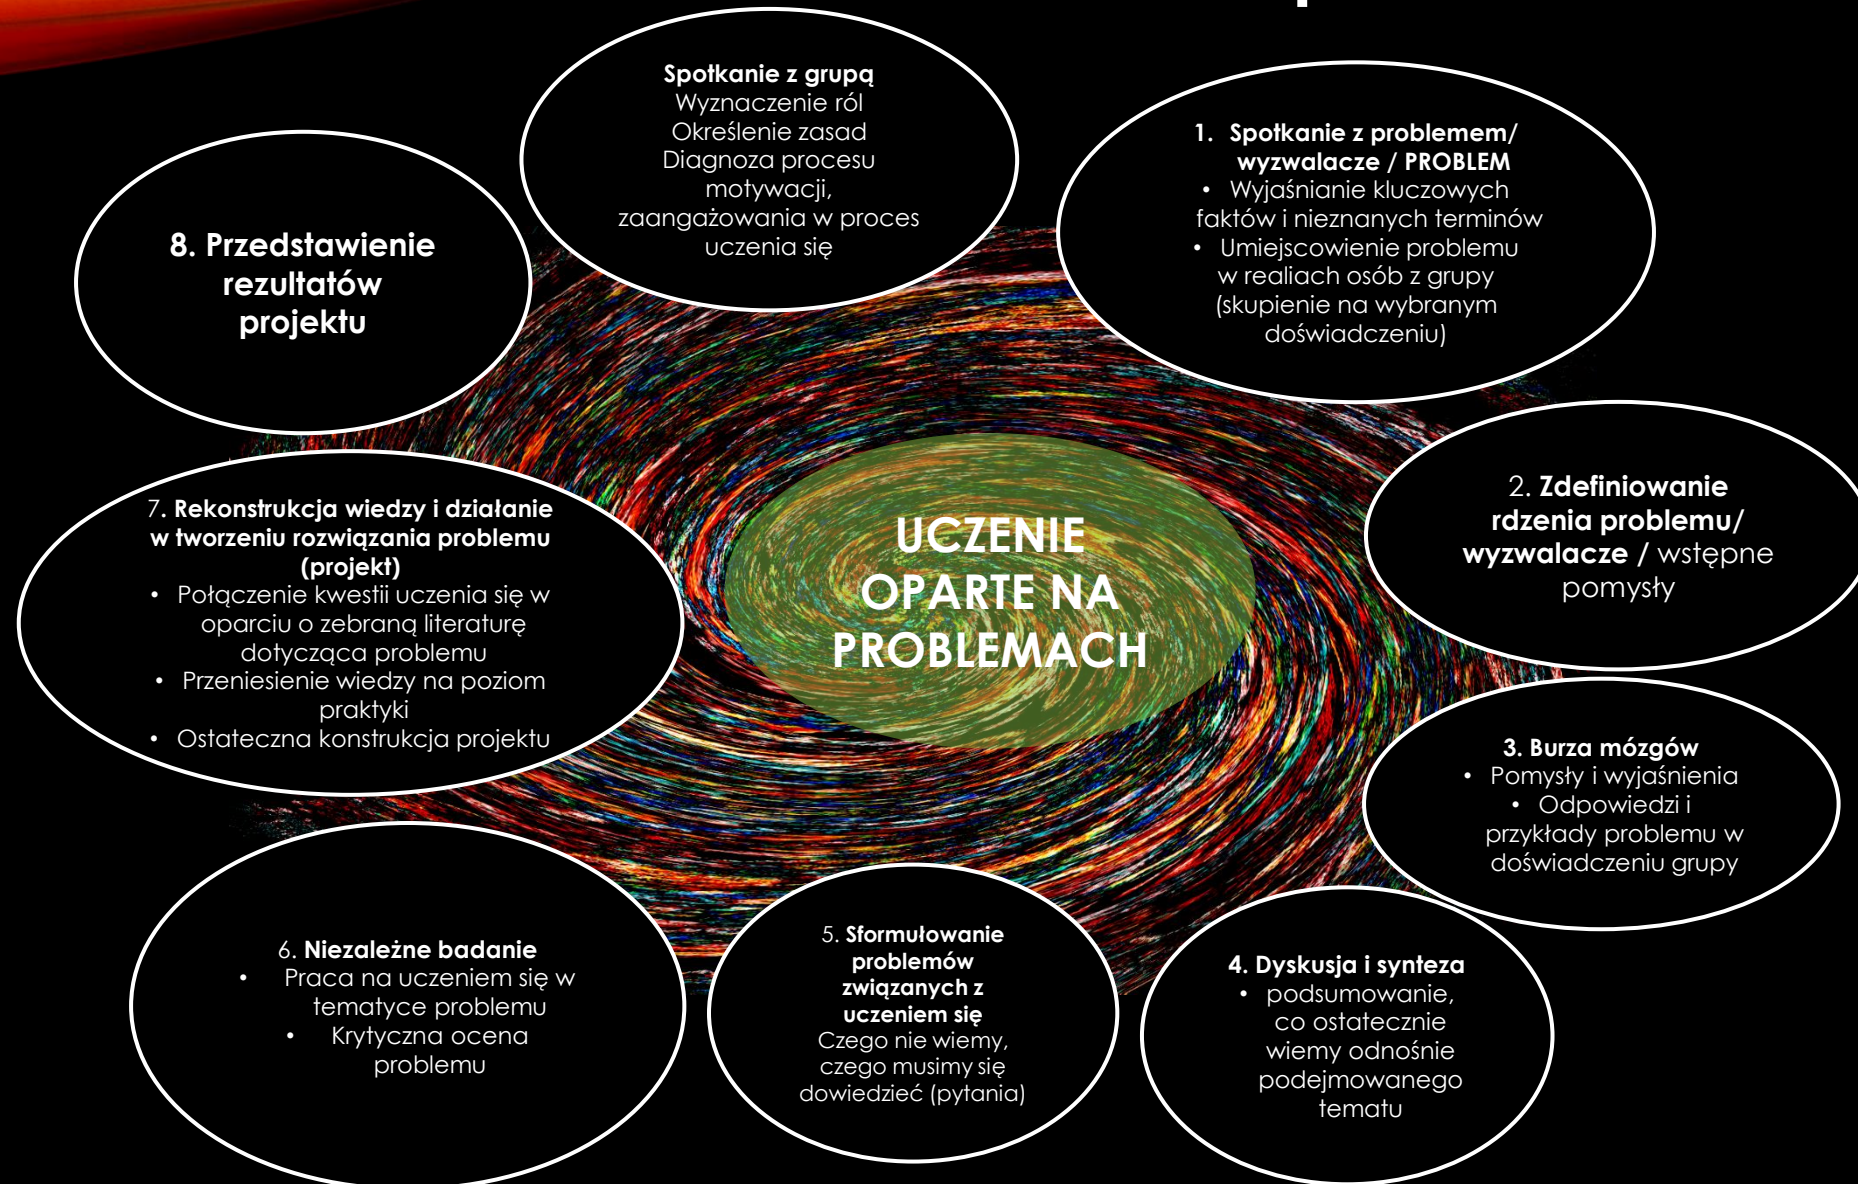 Spotkanie z grupą
Wyznaczenie ról
Określenie zasad
Diagnoza procesu
motywacji,
zaangażowania w proces
uczenia się
1. Spotkanie z problemem/
wyzwalacze / PROBLEM
• Wyjaśnianie kluczowych
faktów i nieznanych terminów
• Umiejscowienie problemu
w realiach osób z grupy
(skupienie na wybranym
doświadczeniu)
2. Zdefiniowanie
rdzenia problemu/
wyzwalacze / wstępne
pomysły
3. Burza mózgów
• Pomysły i wyjaśnienia
• Odpowiedzi i
przykłady problemu w
doświadczeniu grupy
4. Dyskusja i synteza
• podsumowanie,
co ostatecznie
wiemy odnośnie
podejmowanego
tematu
5. Sformułowanie
problemów
związanych z
uczeniem się
Czego nie wiemy,
czego musimy się
dowiedzieć (pytania)
6. Niezależne badanie
• Praca na uczeniem się w
tematyce problemu
• Krytyczna ocena
problemu
7. Rekonstrukcja wiedzy i działanie
w tworzeniu rozwiązania problemu
(projekt)
• Połączenie kwestii uczenia się w
oparciu o zebraną literaturę
dotycząca problemu
• Przeniesienie wiedzy na poziom
praktyki
• Ostateczna konstrukcja projektu
8. Przedstawienie
rezultatów
projektu
UCZENIE
OPARTE NA
PROBLEMACH